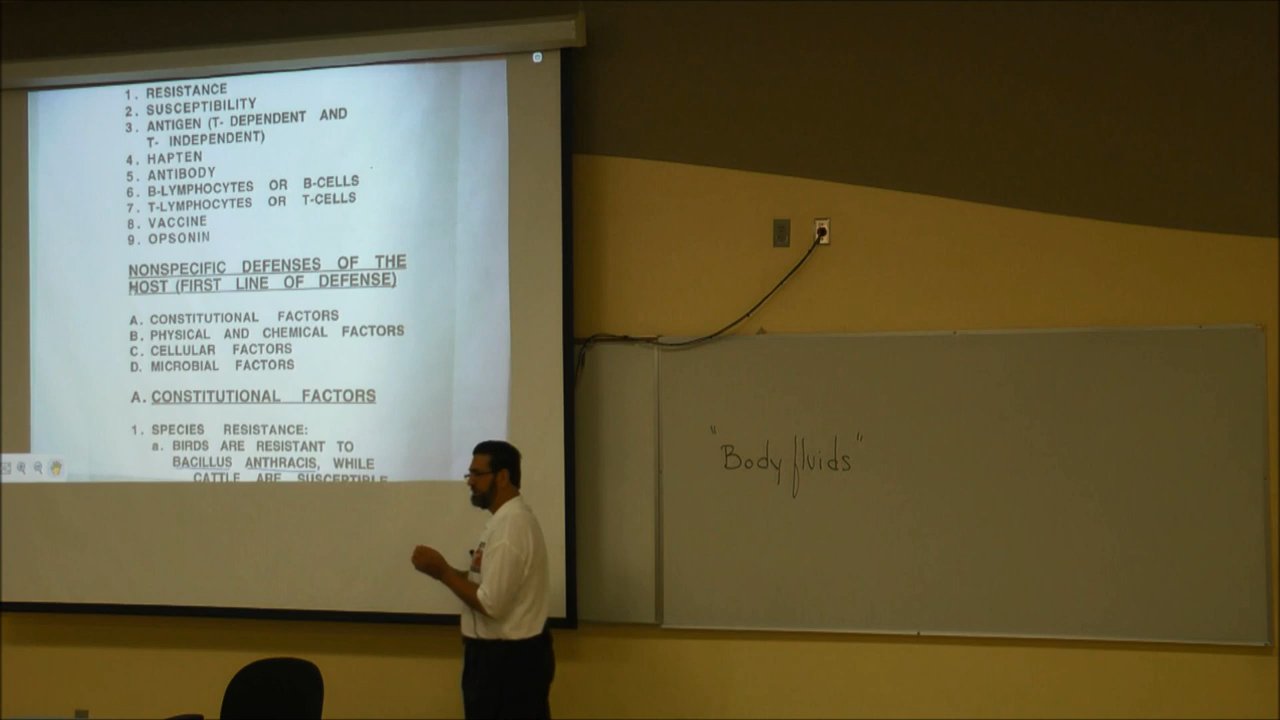 1. RESISTANCE
2. SUSCEPTIBILITY
3. ANTIGEN (T- DEPENDENT AND
T- INDEPENDENT)
4. HAPTEN
5. ANTIBODY
6. B-LYMPHOCYTES OR B-CELLS
7. T-LYMPHOCYTES OR T-CELLS
8. VACCINE
9. OPSONIN
NONSPECIFIC DEFENSES OF THE
HOST (FIRST LINE OF DEFENSE)
A. CONSTITUTIONAL FACTORS
B. PHYSICAL AND CHEMICAL FACTORS
C. CELLULAR FACTORS
D. MICROBIAL FACTORS
A. CONSTITUTIONAL FACTORS
1. SPECIES RESISTANCE:
a. BIRDS ARE RESISTANT TO
BACILLUS ANTHRACIS, WHILE
CATTLE ARE SUSCEPTIBLE
"Body fluids"